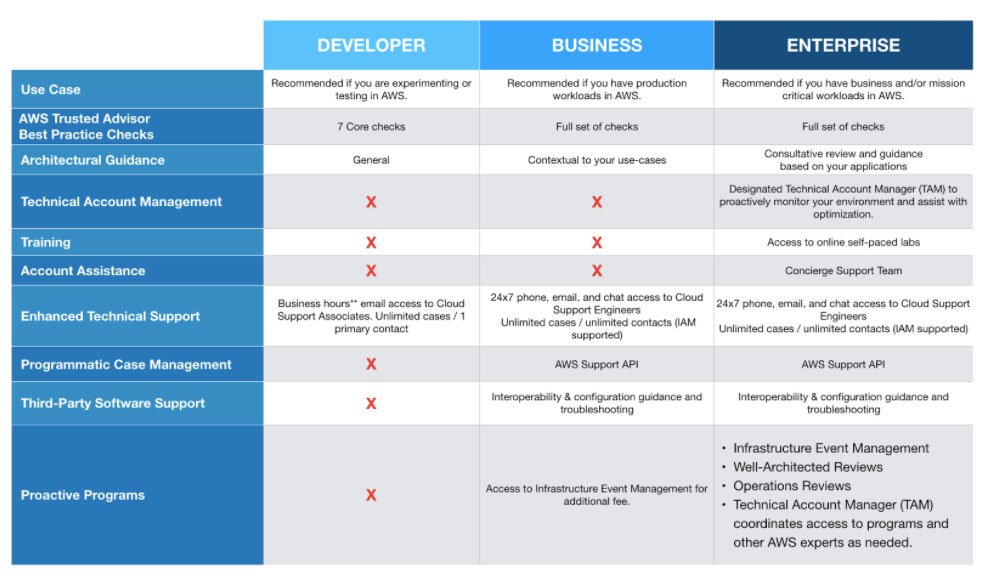 DEVELOPER BUSINESS ENTERPRISE
Use Case
Recommended if you are experimenting or
testing in AWS.
Recommended if you have production
workloads in AWS.
Recommended if you have business and/or mission
critical workloads in AWS.
AWS Trusted Advisor
Best Practice Checks
7 Core checks
Full set of checks
Full set of checks
Architectural Guidance
General
Contextual to your use-cases
Consultative review and guidance
based on your applications
Technical Account Management
X
X
Designated Technical Account Manager (TAM) to
proactively monitor your environment and assist with
optimization.
Training
X
X
Access to online self-paced labs
Account Assistance
X
X
Concierge Support Team
Enhanced Technical Support
Business hours** email access to Cloud
Support Associates. Unlimited cases / 1
primary contact
24x7 phone, email, and chat access to Cloud
Support Engineers
Unlimited cases / unlimited contacts (IAM
supported)
24x7 phone, email, and chat access to Cloud Support
Engineers
Unlimited cases / unlimited contacts (IAM supported)
Programmatic Case Management
X
AWS Support API
AWS Support API
Third-Party Software Support
X
Interoperability & configuration guidance and
troubleshooting
Interoperability & configuration guidance and
troubleshooting
Proactive Programs
X
Access to Infrastructure Event Management for
additional fee.
• Infrastructure Event Management
• Well-Architected Reviews
• Operations Reviews
• Technical Account Manager (TAM)
coordinates access to programs and
other AWS experts as needed.